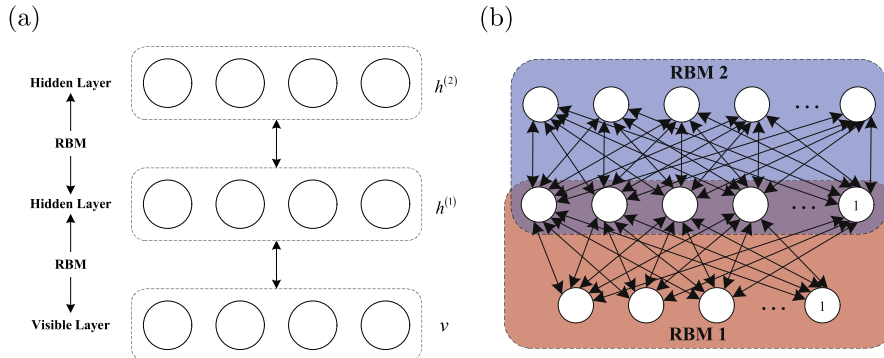 (a)
Hidden Layer
h^{(2)}
RBM
Hidden Layer
h^{(1)}
RBM
Visible Layer
v
(b)
RBM 2
...
... 1
... 1
RBM 1